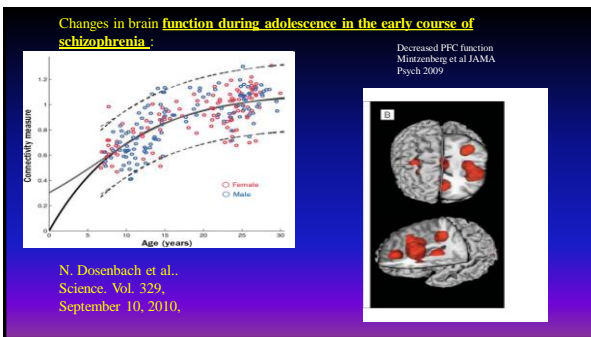 Changes in brain function during adolescence in the early course of
schizophrenia :
Decreased PFC function
Mintzenberg et al JAMA
Psych 2009
1.2
1
0.8
0.6
0.4
0.2
0
Connectivity measure
Female
Male
0 5 10 15 20 25 30
Age (years)
B
N. Dosenbach et al..
Science. Vol. 329,
September 10, 2010,